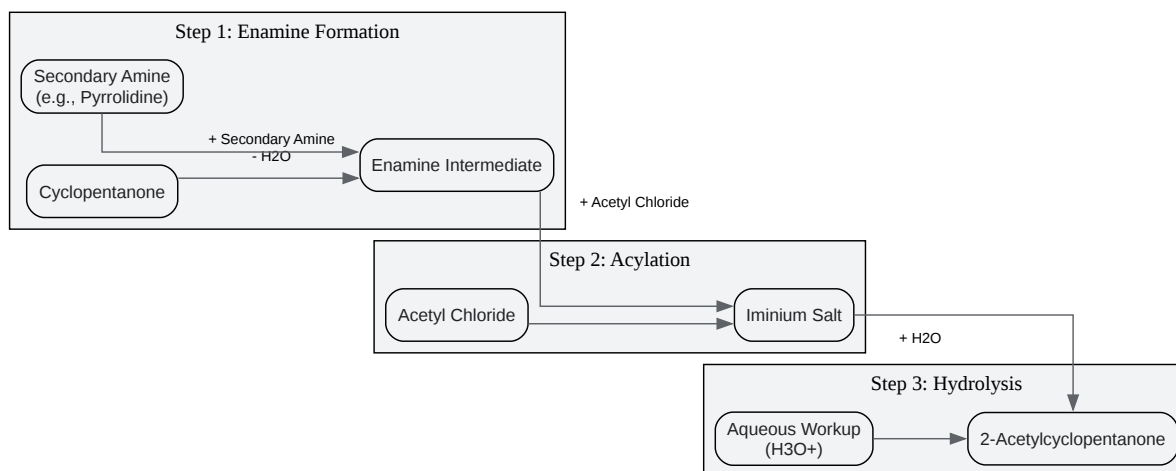 Step 1: Enamine Formation
Secondary Amine
(e.g., Pyrrolidine)
+ Secondary Amine
- H2O
Enamine Intermediate
Cyclopentanone
+ Acetyl Chloride
Step 2: Acylation
Acetyl Chloride
Iminium Salt
+ H2O
Step 3: Hydrolysis
Aqueous Workup
(H3O+)
2-Acetylcyclopentanone